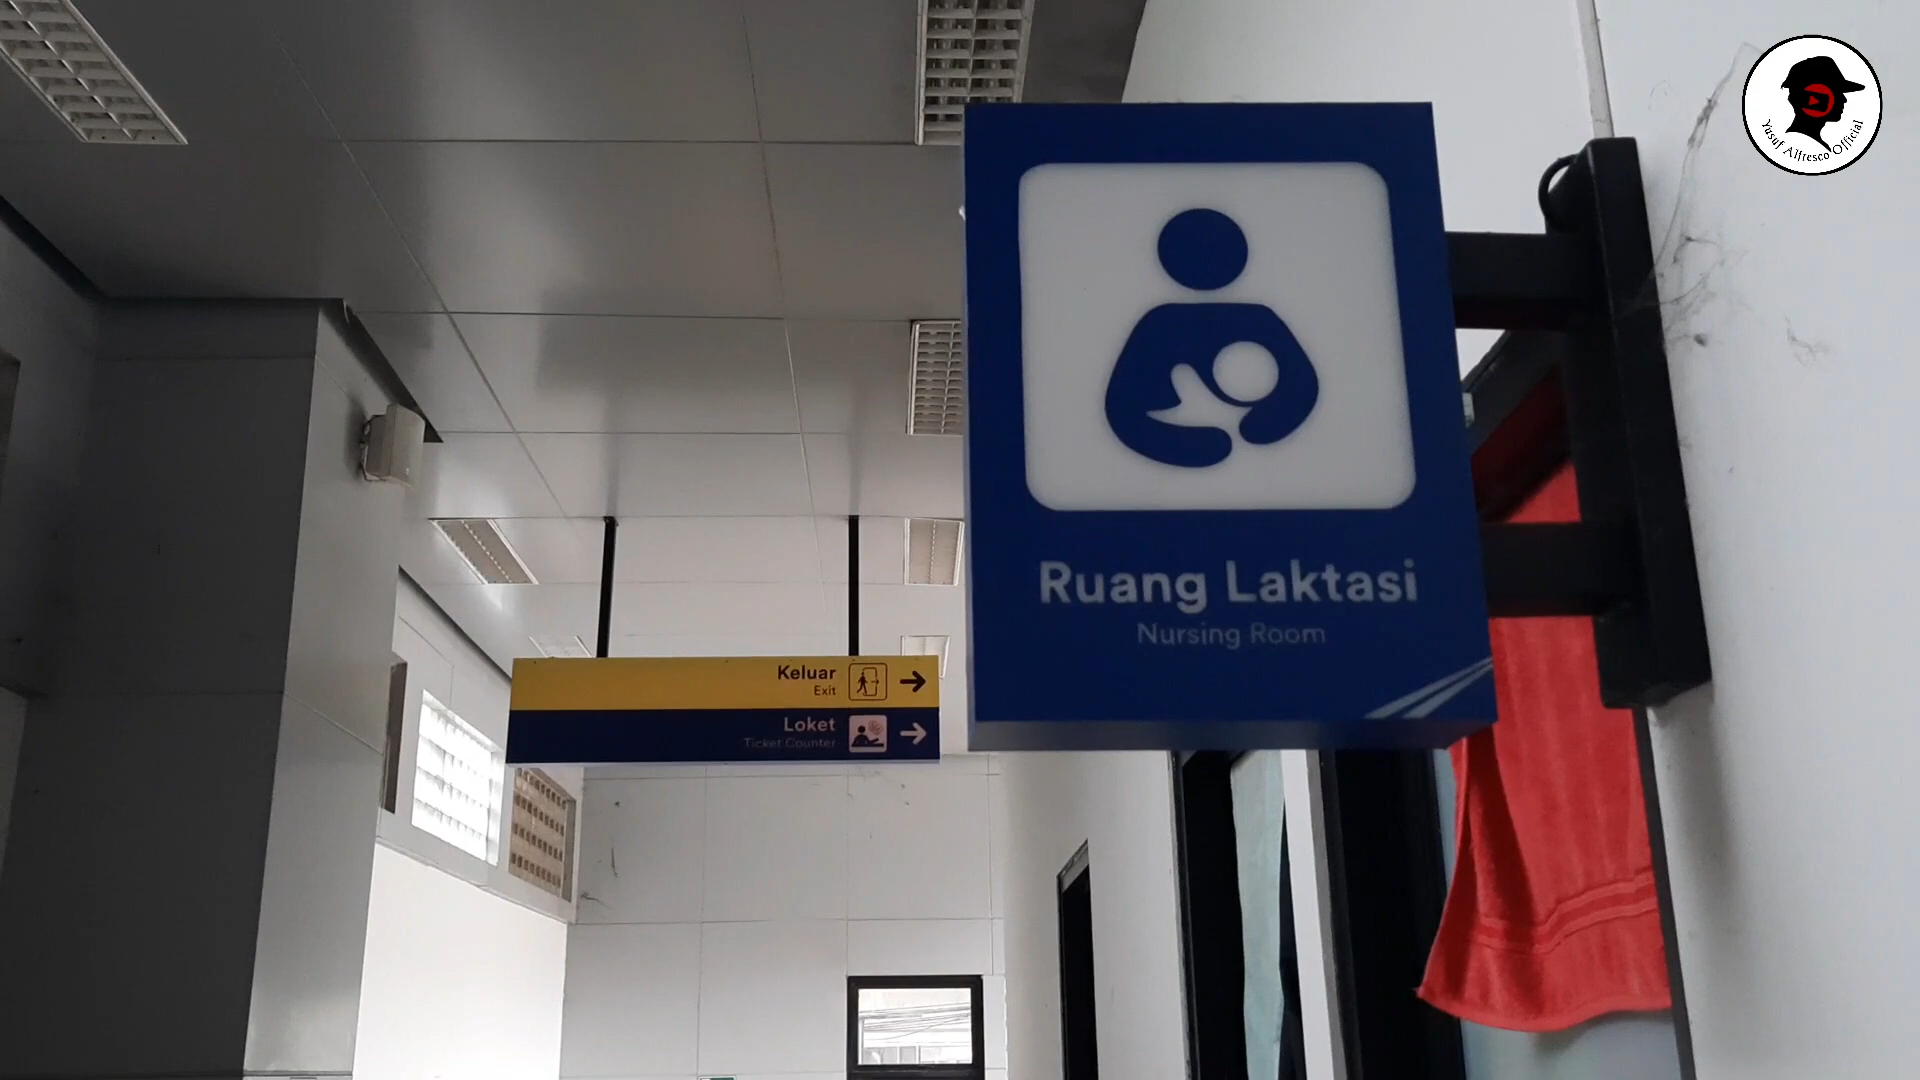 Yusuf Alfresco Official
Ruang Laktasi
Nursing Room
Keluar
Exit
Loket
Ticket Counter